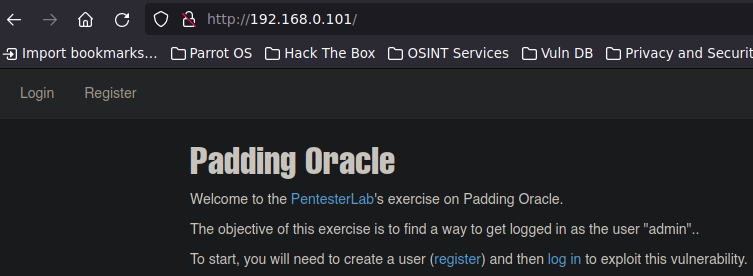 http://192.168.0.101/
Import bookmarks... Parrot OS Hack The Box OSINT Services Vuln DB Privacy and Securit
Login Register
Padding Oracle
Welcome to the PentesterLab's exercise on Padding Oracle.
The objective of this exercise is to find a way to get logged in as the user "admin"..
To start, you will need to create a user (register) and then log in to exploit this vulnerability.